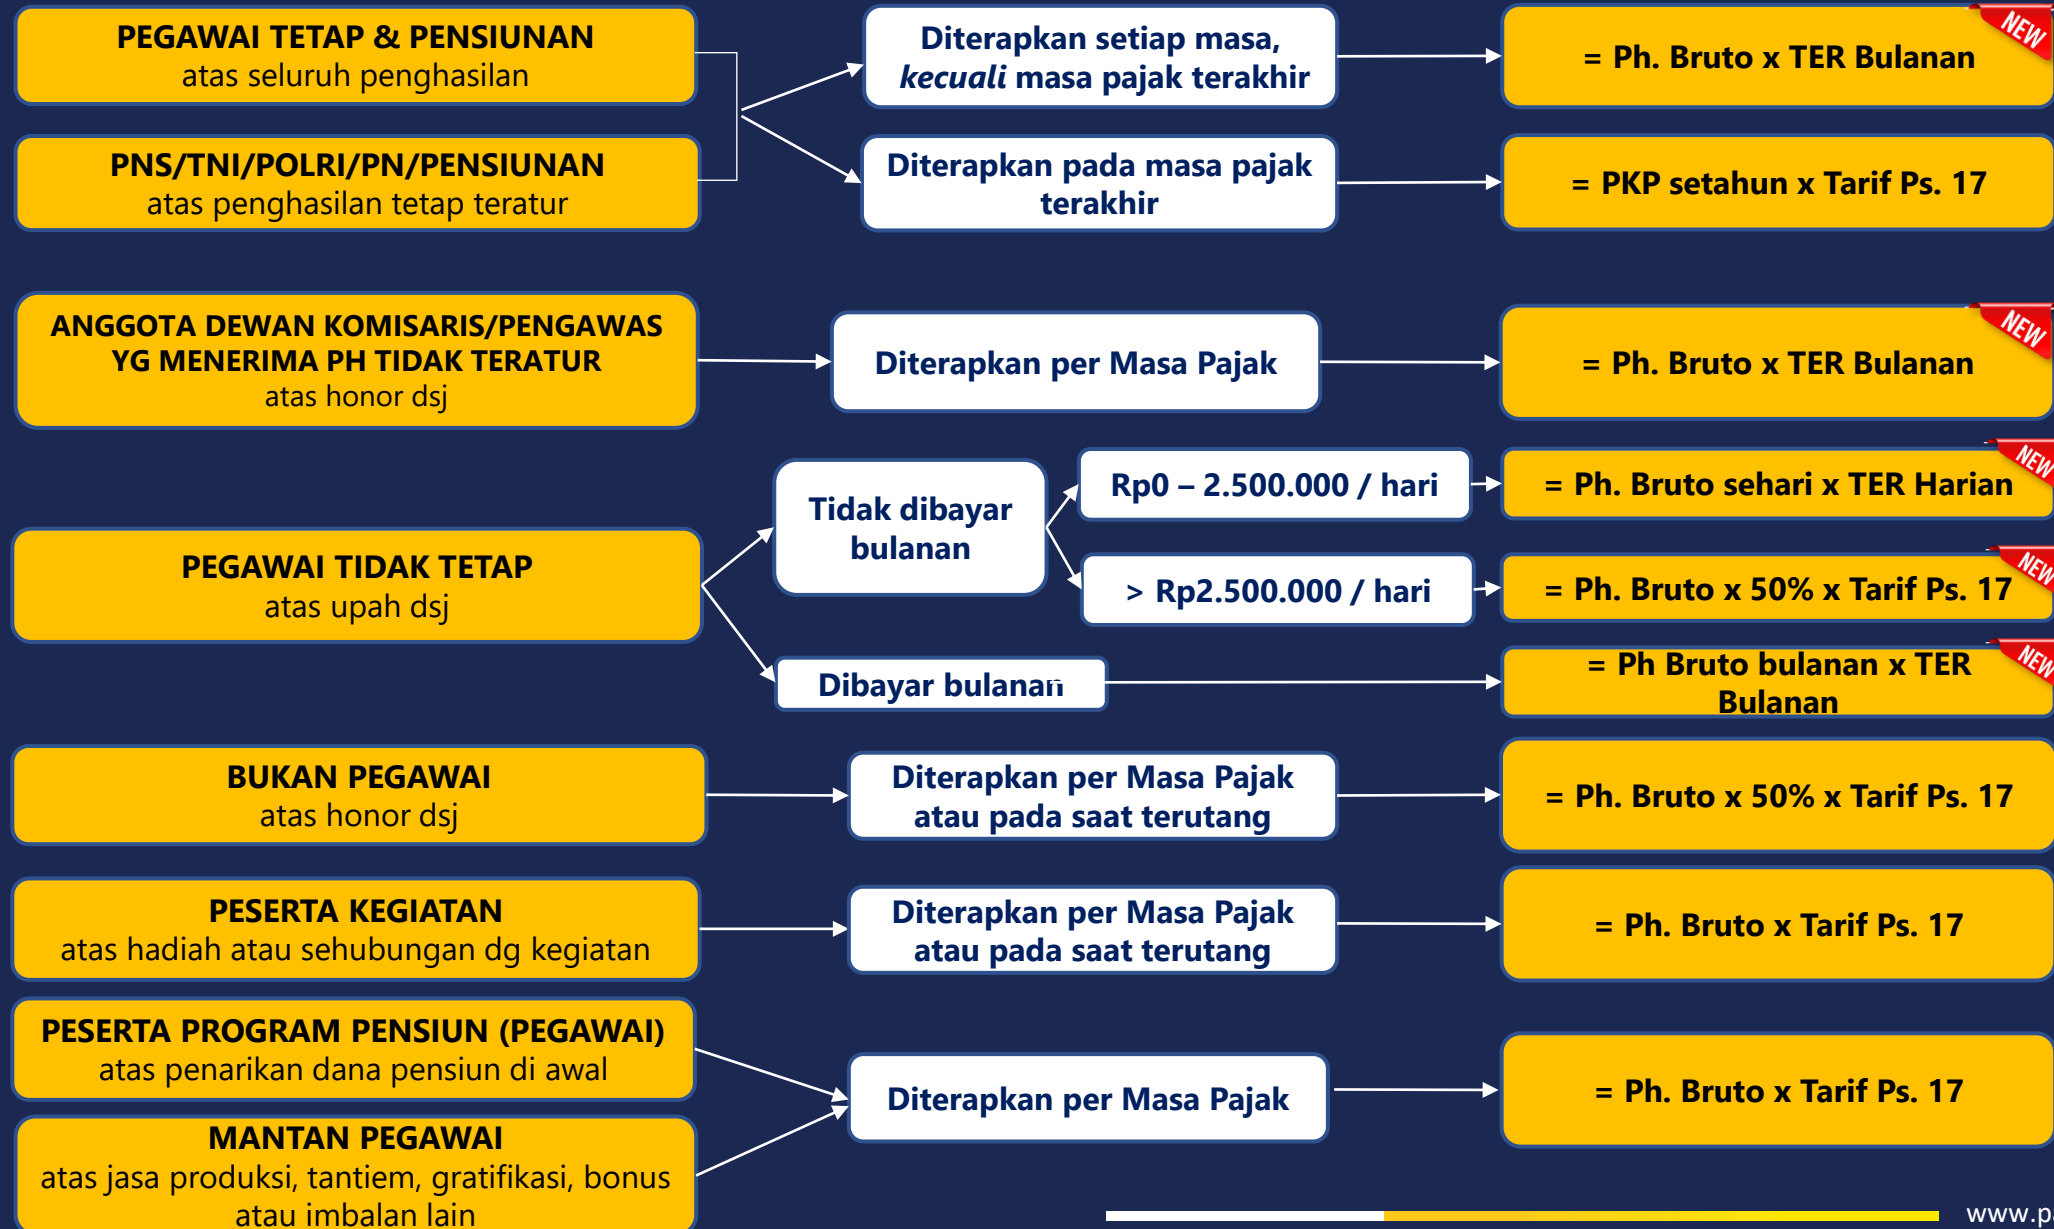 PEGAWAI TETAP & PENSIUNAN
atas seluruh penghasilan
Diterapkan setiap masa,
kecuali masa pajak terakhir
= Ph. Bruto x TER Bulanan
NEW
PNS/TNI/POLRI/PN/PENSIUNAN
atas penghasilan tetap teratur
Diterapkan pada masa pajak
terakhir
= PKP setahun x Tarif Ps. 17
ANGGOTA DEWAN KOMISARIS/PENGAWAS
YG MENERIMA PH TIDAK TERATUR
atas honor dsj
Diterapkan per Masa Pajak
= Ph. Bruto x TER Bulanan
NEW
PEGAWAI TIDAK TETAP
atas upah dsj
Tidak dibayar
bulanan
Rp0 – 2.500.000 / hari
= Ph. Bruto sehari x TER Harian
NEW
> Rp2.500.000 / hari
= Ph. Bruto x 50% x Tarif Ps. 17
NEW
Dibayar bulanan
= Ph Bruto bulanan x TER
Bulanan
NEW
BUKAN PEGAWAI
atas honor dsj
Diterapkan per Masa Pajak
atau pada saat terutang
= Ph. Bruto x 50% x Tarif Ps. 17
PESERTA KEGIATAN
atas hadiah atau sehubungan dg kegiatan
Diterapkan per Masa Pajak
atau pada saat terutang
= Ph. Bruto x Tarif Ps. 17
PESERTA PROGRAM PENSIUN (PEGAWAI)
atas penarikan dana pensiun di awal
MANTAN PEGAWAI
atas jasa produksi, tantiem, gratifikasi, bonus
atau imbalan lain
Diterapkan per Masa Pajak
= Ph. Bruto x Tarif Ps. 17